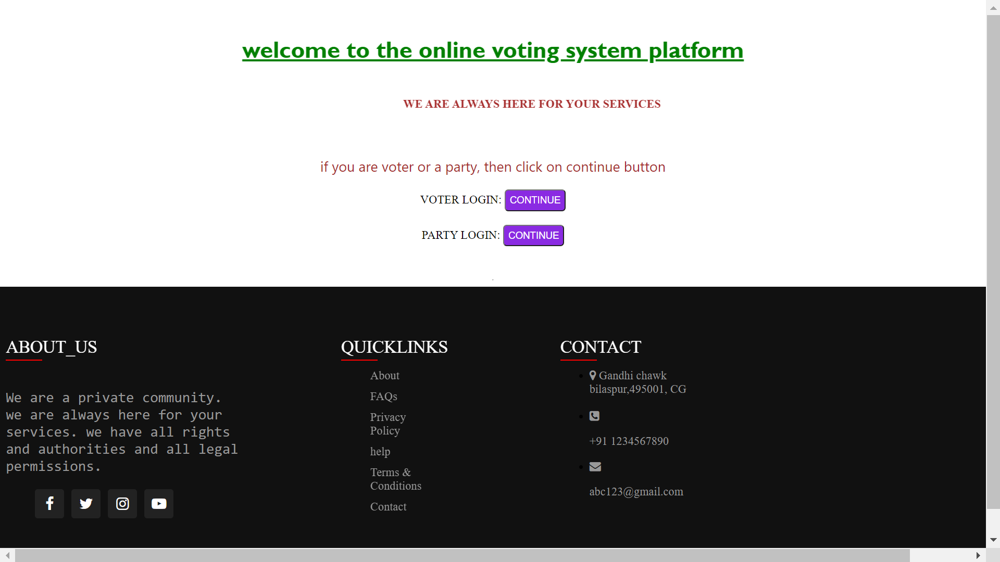 welcome to the online voting system platform
WE ARE ALWAYS HERE FOR YOUR SERVICES
if you are voter or a party, then click on continue button
VOTER LOGIN: CONTINUE
PARTY LOGIN: CONTINUE
ABOUT_US
We are a private community.
we are always here for your
services. we have all rights
and authorities and all legal
permissions.
QUICKLINKS
About
FAQs
Privacy
Policy
help
Terms &
Conditions
Contact
CONTACT
Gandhi chawk
bilaspur,495001, CG
+91 1234567890
abc123@gmail.com